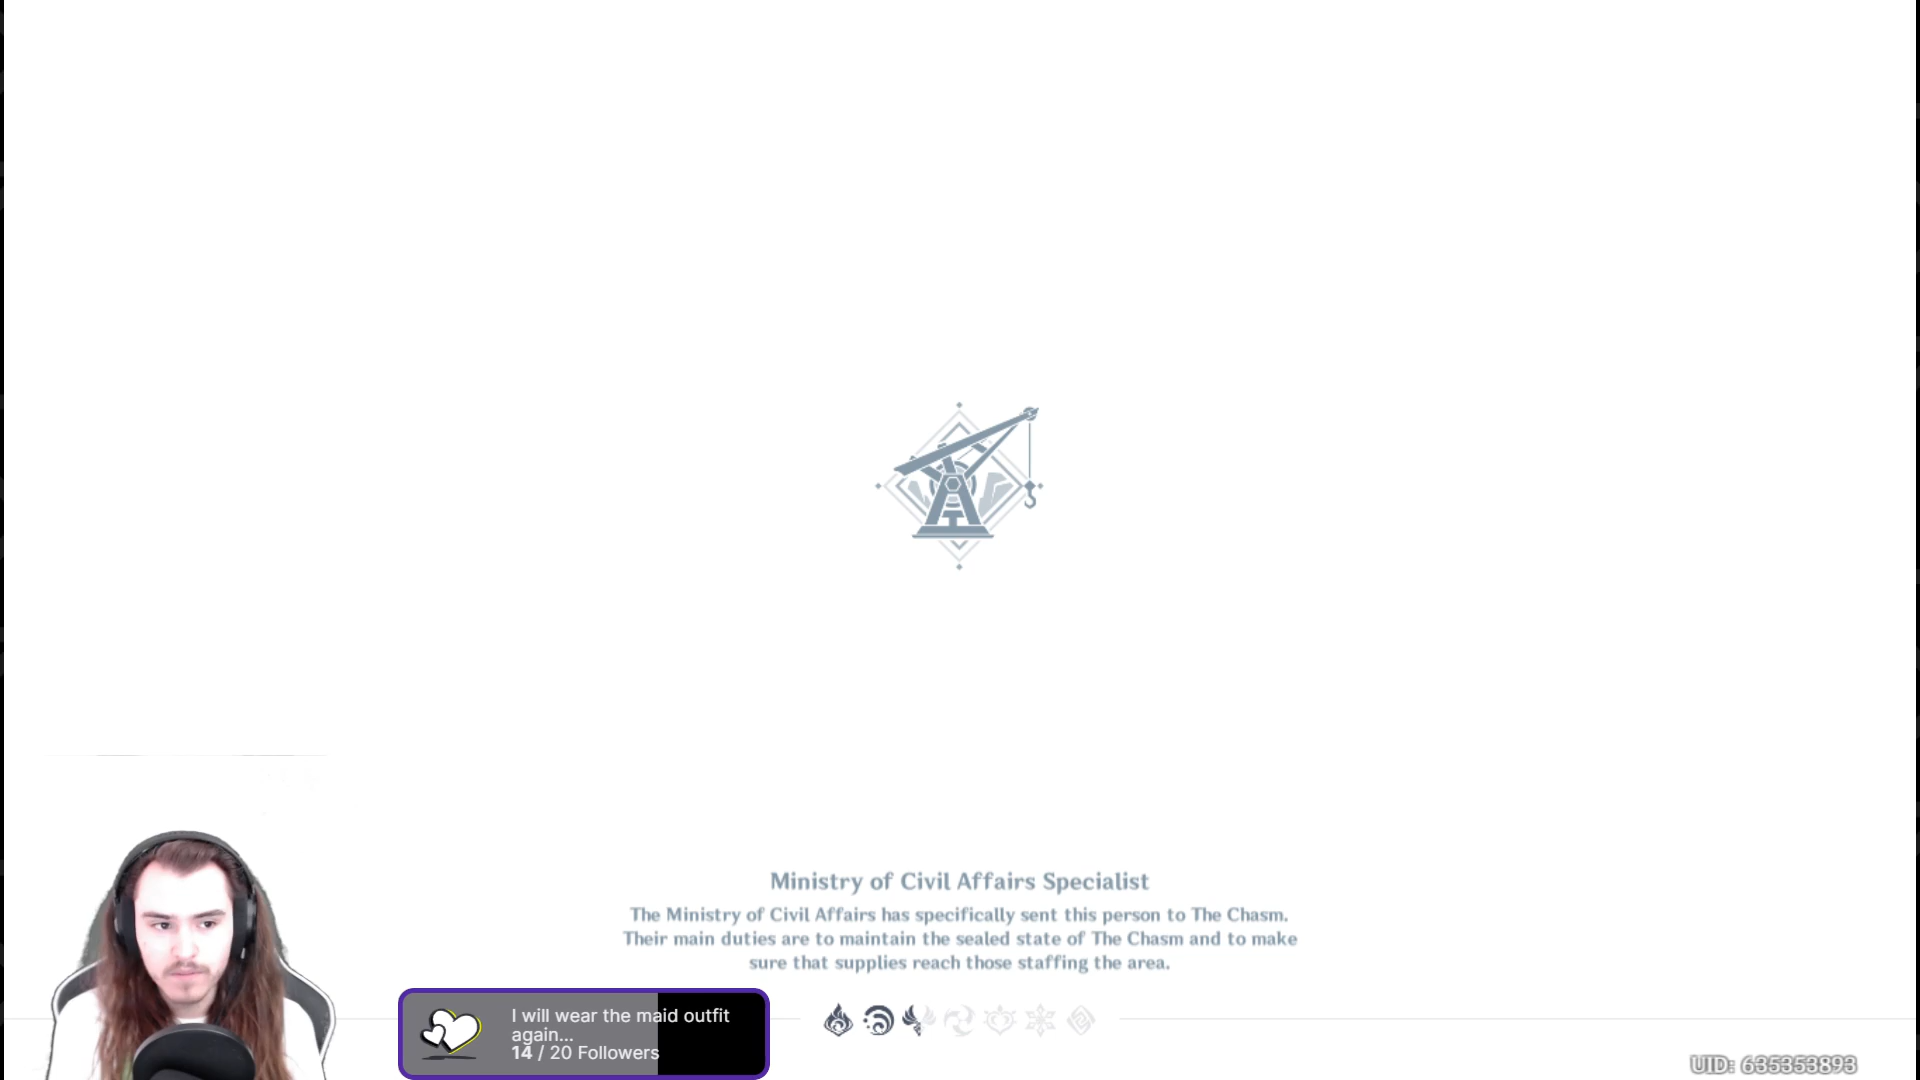 Ministry of Civil Affairs Specialist
The Ministry of Civil Affairs has specifically sent this person to The Chasm.
Their main duties are to maintain the sealed state of The Chasm and to make
sure that supplies reach those staffing the area.
I will wear the maid outfit
again...
14 / 20 Followers
UID: 635353893